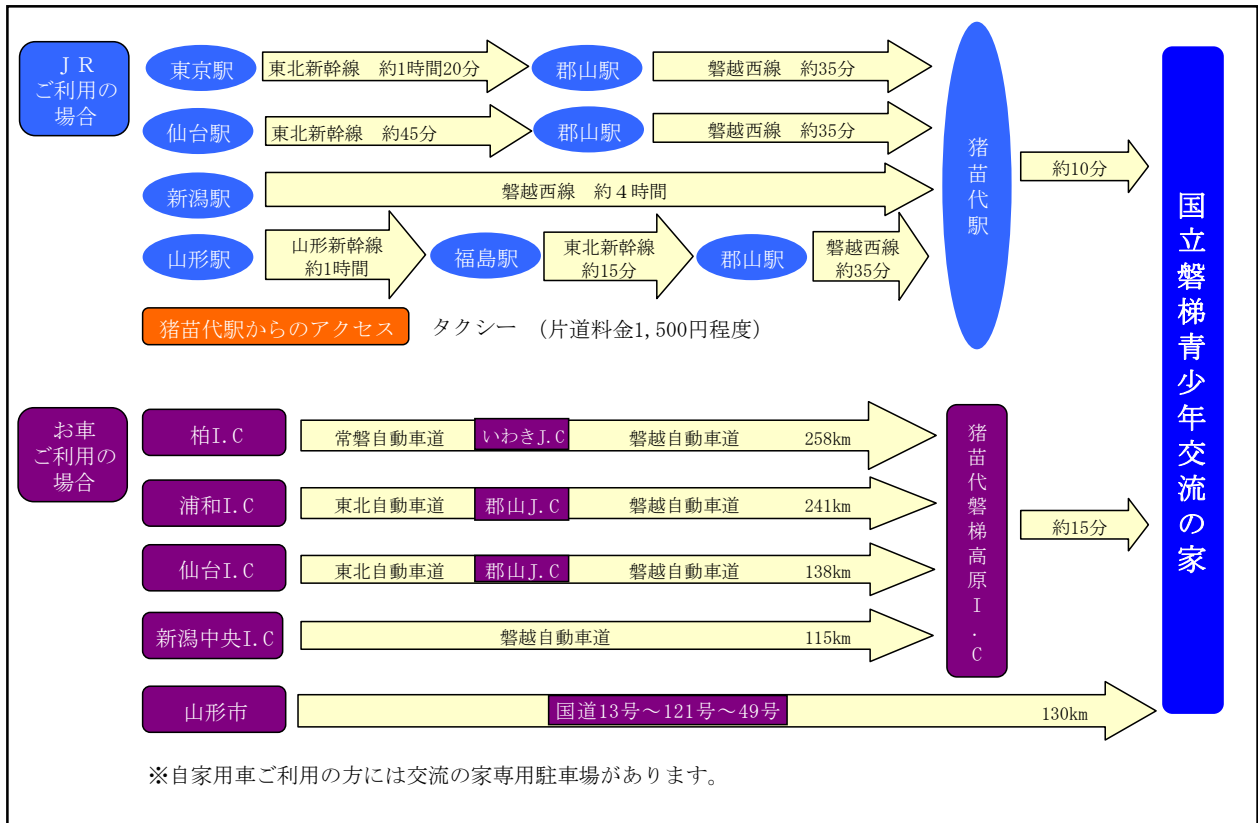 JR
ご利用の
場合
東京駅
東北新幹線 約1時間20分
郡山駅
磐越西線 約35分
仙台駅
東北新幹線 約45分
郡山駅
磐越西線 約35分
新潟駅
磐越西線 約4時間
山形駅
山形新幹線
約1時間
福島駅
東北新幹線
約15分
郡山駅
磐越西線
約35分
猪苗代駅
約10分
国立磐梯青少年交流の家
猪苗代駅からのアクセス
タクシー (片道料金1,500円程度)
お車
ご利用の
場合
柏I.C
常磐自動車道
いわきJ.C
磐越自動車道
258km
浦和I.C
東北自動車道
郡山J.C
磐越自動車道
241km
仙台I.C
東北自動車道
郡山J.C
磐越自動車道
138km
新潟中央I.C
磐越自動車道
115km
猪苗代磐梯高原I.C
約15分
山形市
国道13号～121号～49号
130km
※自家用車ご利用の方には交流の家専用駐車場があります。